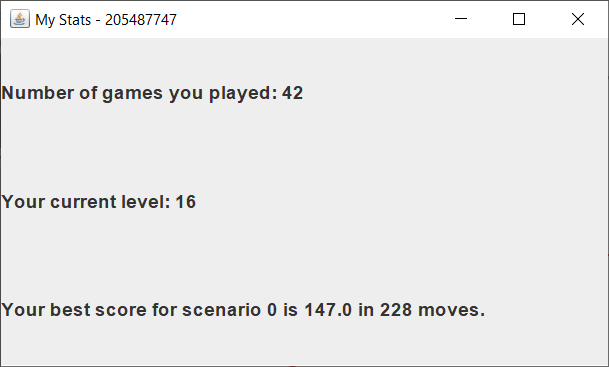 My Stats - 205487747
Number of games you played: 42
Your current level: 16
Your best score for scenario 0 is 147.0 in 228 moves.